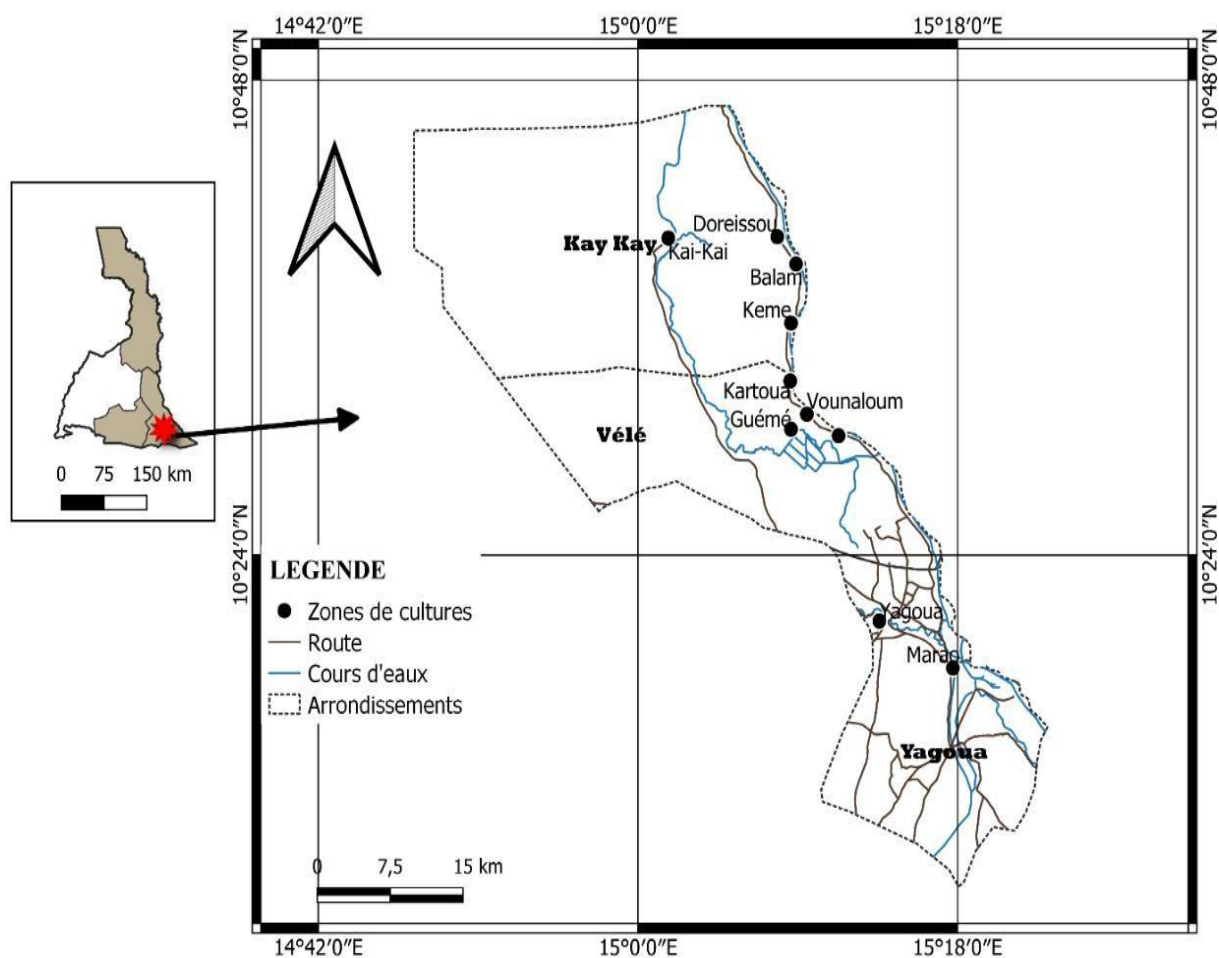 14°42′0″E 15°0′0″E 15°18′0″E
10°48′0″N 10°48′0″N
Doreissou
Kay Kay
Kai-Kai
Balam
Keme
Kartoua
Vounaloum
Guémé
Vélé
0 75 150 km
10°24′0″N 10°24′0″N
LEGENDE
Zones de cultures
Route
Cours d'eaux
Arrondissements
Yagoua
Marao
Yagoua
0 7,5 15 km
14°42′0″E 15°0′0″E 15°18′0″E